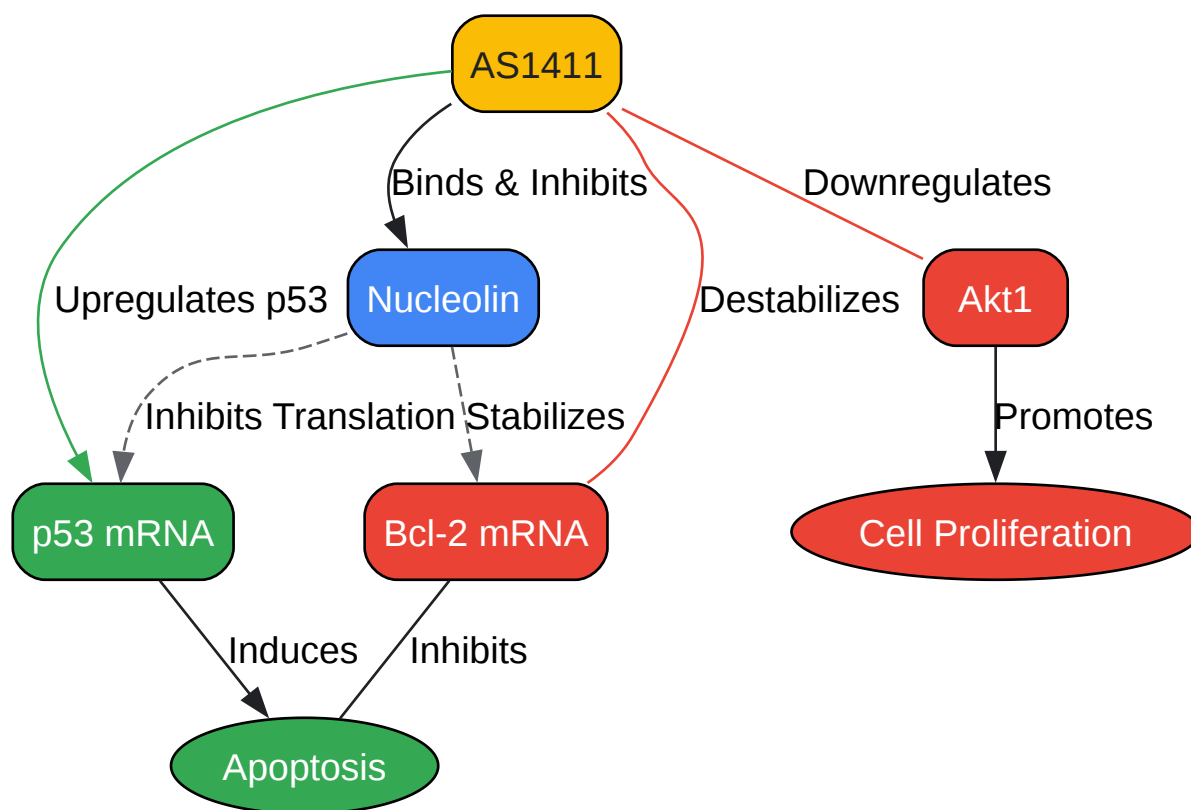 AS1411
Binds & Inhibits
Downregulates
Upregulates p53
Nucleolin
Destabilizes
Akt1
Inhibits Translation
Stabilizes
Promotes
p53 mRNA
Bcl-2 mRNA
Cell Proliferation
Induces
Inhibits
Apoptosis